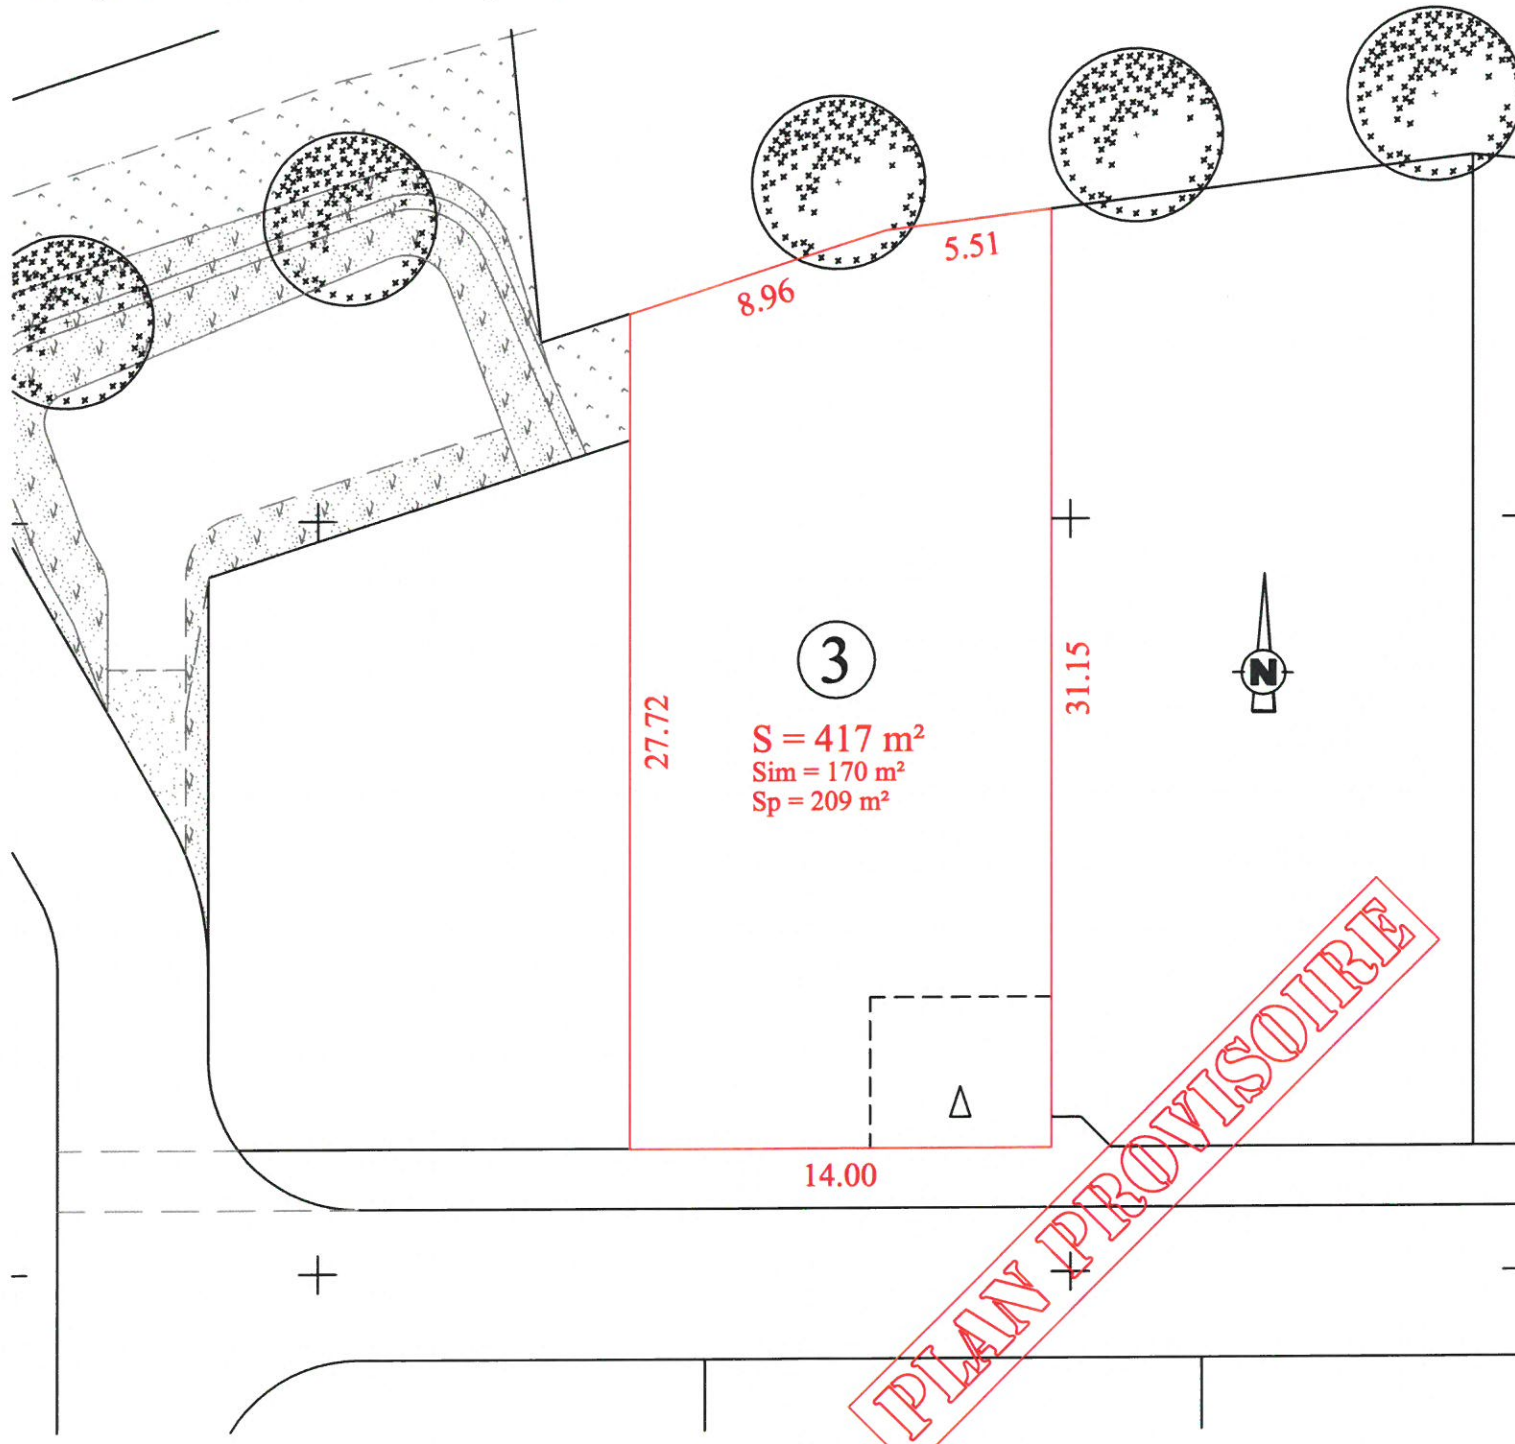 5.51
8.96
3
N
31.15
27.72
S = 417 m²
Sim = 170 m²
Sp = 209 m²
14.00
PLAN PROVISOIRE